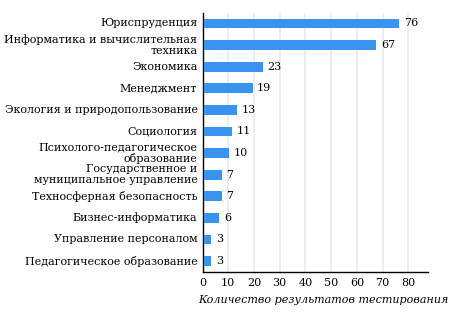 Юриспруденция 76
Информатика и вычислительная
техника 67
Экономика 23
Менеджмент 19
Экология и природопользование 13
Социология 11
Психолого-педагогическое
образование 10
Государственное и
муниципальное управление 7
Техносферная безопасность 7
Бизнес-информатика 6
Управление персоналом 3
Педагогическое образование 3
0 10 20 30 40 50 60 70 80
Количество результатов тестирования